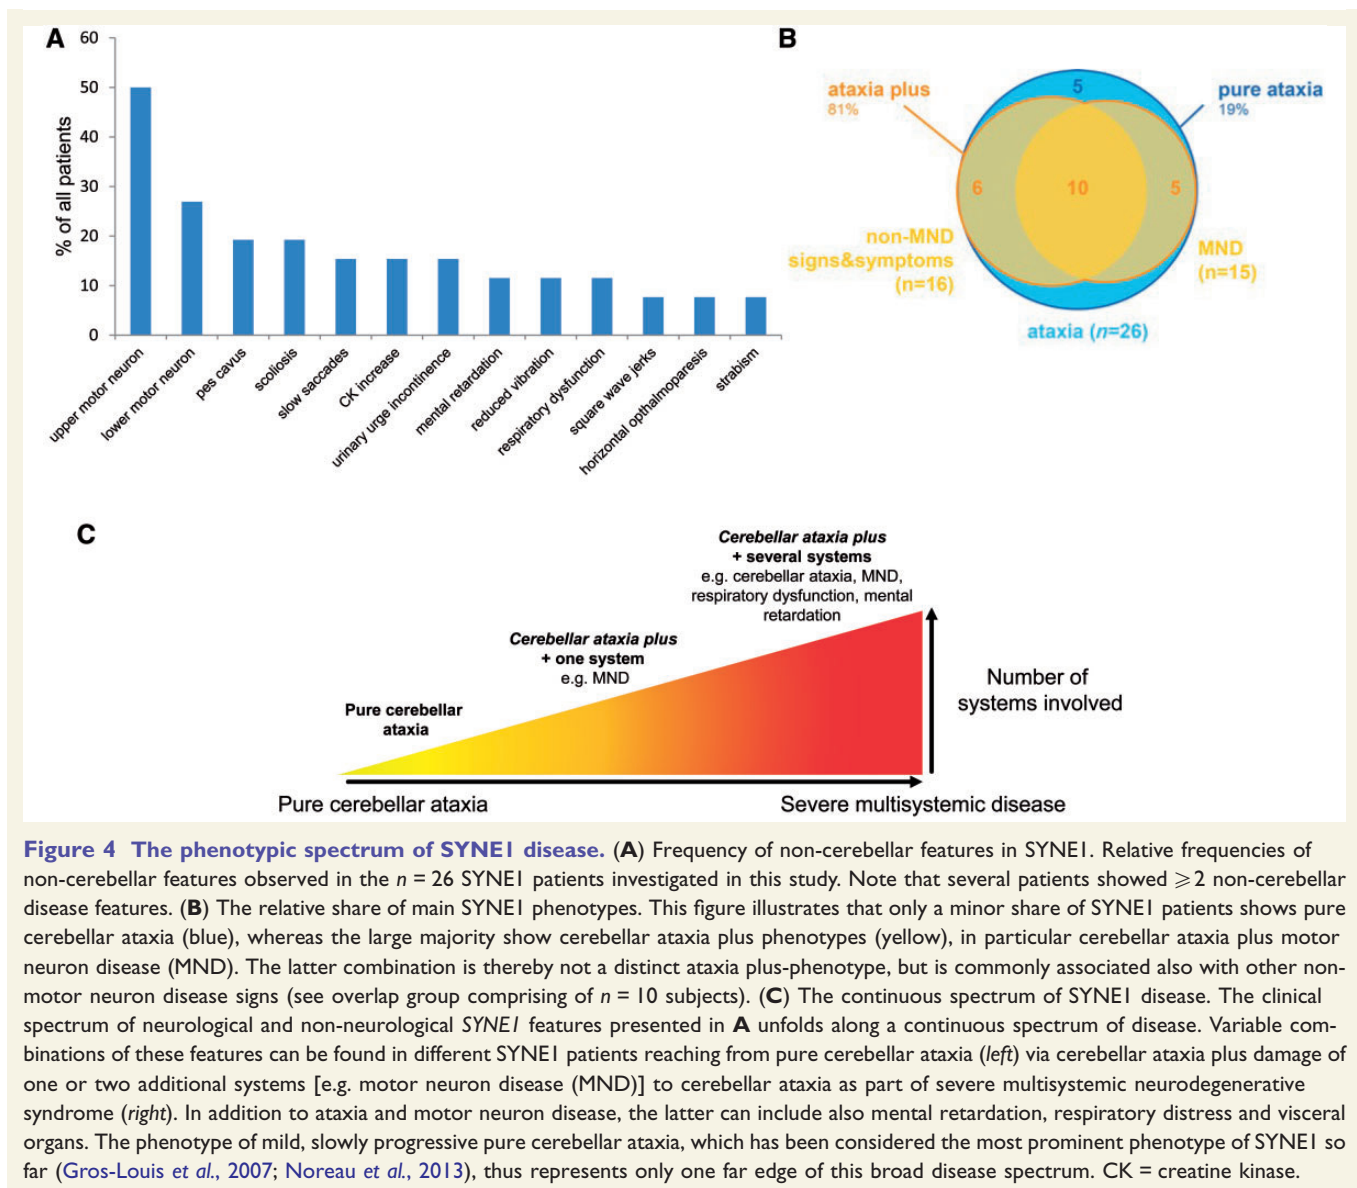 A
60
50
40
30
20
10
0
% of all patients
upper motor neuron
lower motor neuron
pes cavus
scoliosis
slow saccades
CK increase
urinary urge incontinence
mental retardation
reduced vibration
respiratory dysfunction
square wave jerks
horizontal opthalmoparesis
strabism
B
ataxia plus
81%
5
pure ataxia
19%
6
10
5
non-MND
signs&symptoms
(n=16)
MND
(n=15)
ataxia (n=26)
C
Cerebellar ataxia plus
+ several systems
e.g. cerebellar ataxia, MND,
respiratory dysfunction, mental
retardation
Cerebellar ataxia plus
+ one system
e.g. MND
Pure cerebellar
ataxia
Number of
systems involved
Pure cerebellar ataxia
Severe multisystemic disease
Figure 4 The phenotypic spectrum of SYNE1 disease. (A) Frequency of non-cerebellar features in SYNE1. Relative frequencies of
non-cerebellar features observed in the n = 26 SYNE1 patients investigated in this study. Note that several patients showed ⩾2 non-cerebellar
disease features. (B) The relative share of main SYNE1 phenotypes. This figure illustrates that only a minor share of SYNE1 patients shows pure
cerebellar ataxia (blue), whereas the large majority show cerebellar ataxia plus phenotypes (yellow), in particular cerebellar ataxia plus motor
neuron disease (MND). The latter combination is thereby not a distinct ataxia plus-phenotype, but is commonly associated also with other non-
motor neuron disease signs (see overlap group comprising of n = 10 subjects). (C) The continuous spectrum of SYNE1 disease. The clinical
spectrum of neurological and non-neurological SYNE1 features presented in A unfolds along a continuous spectrum of disease. Variable com-
binations of these features can be found in different SYNE1 patients reaching from pure cerebellar ataxia (left) via cerebellar ataxia plus damage of
one or two additional systems [e.g. motor neuron disease (MND)] to cerebellar ataxia as part of severe multisystemic neurodegenerative
syndrome (right). In addition to ataxia and motor neuron disease, the latter can include also mental retardation, respiratory distress and visceral
organs. The phenotype of mild, slowly progressive pure cerebellar ataxia, which has been considered the most prominent phenotype of SYNE1 so
far (Gros-Louis et al., 2007; Noreau et al., 2013), thus represents only one far edge of this broad disease spectrum. CK = creatine kinase.